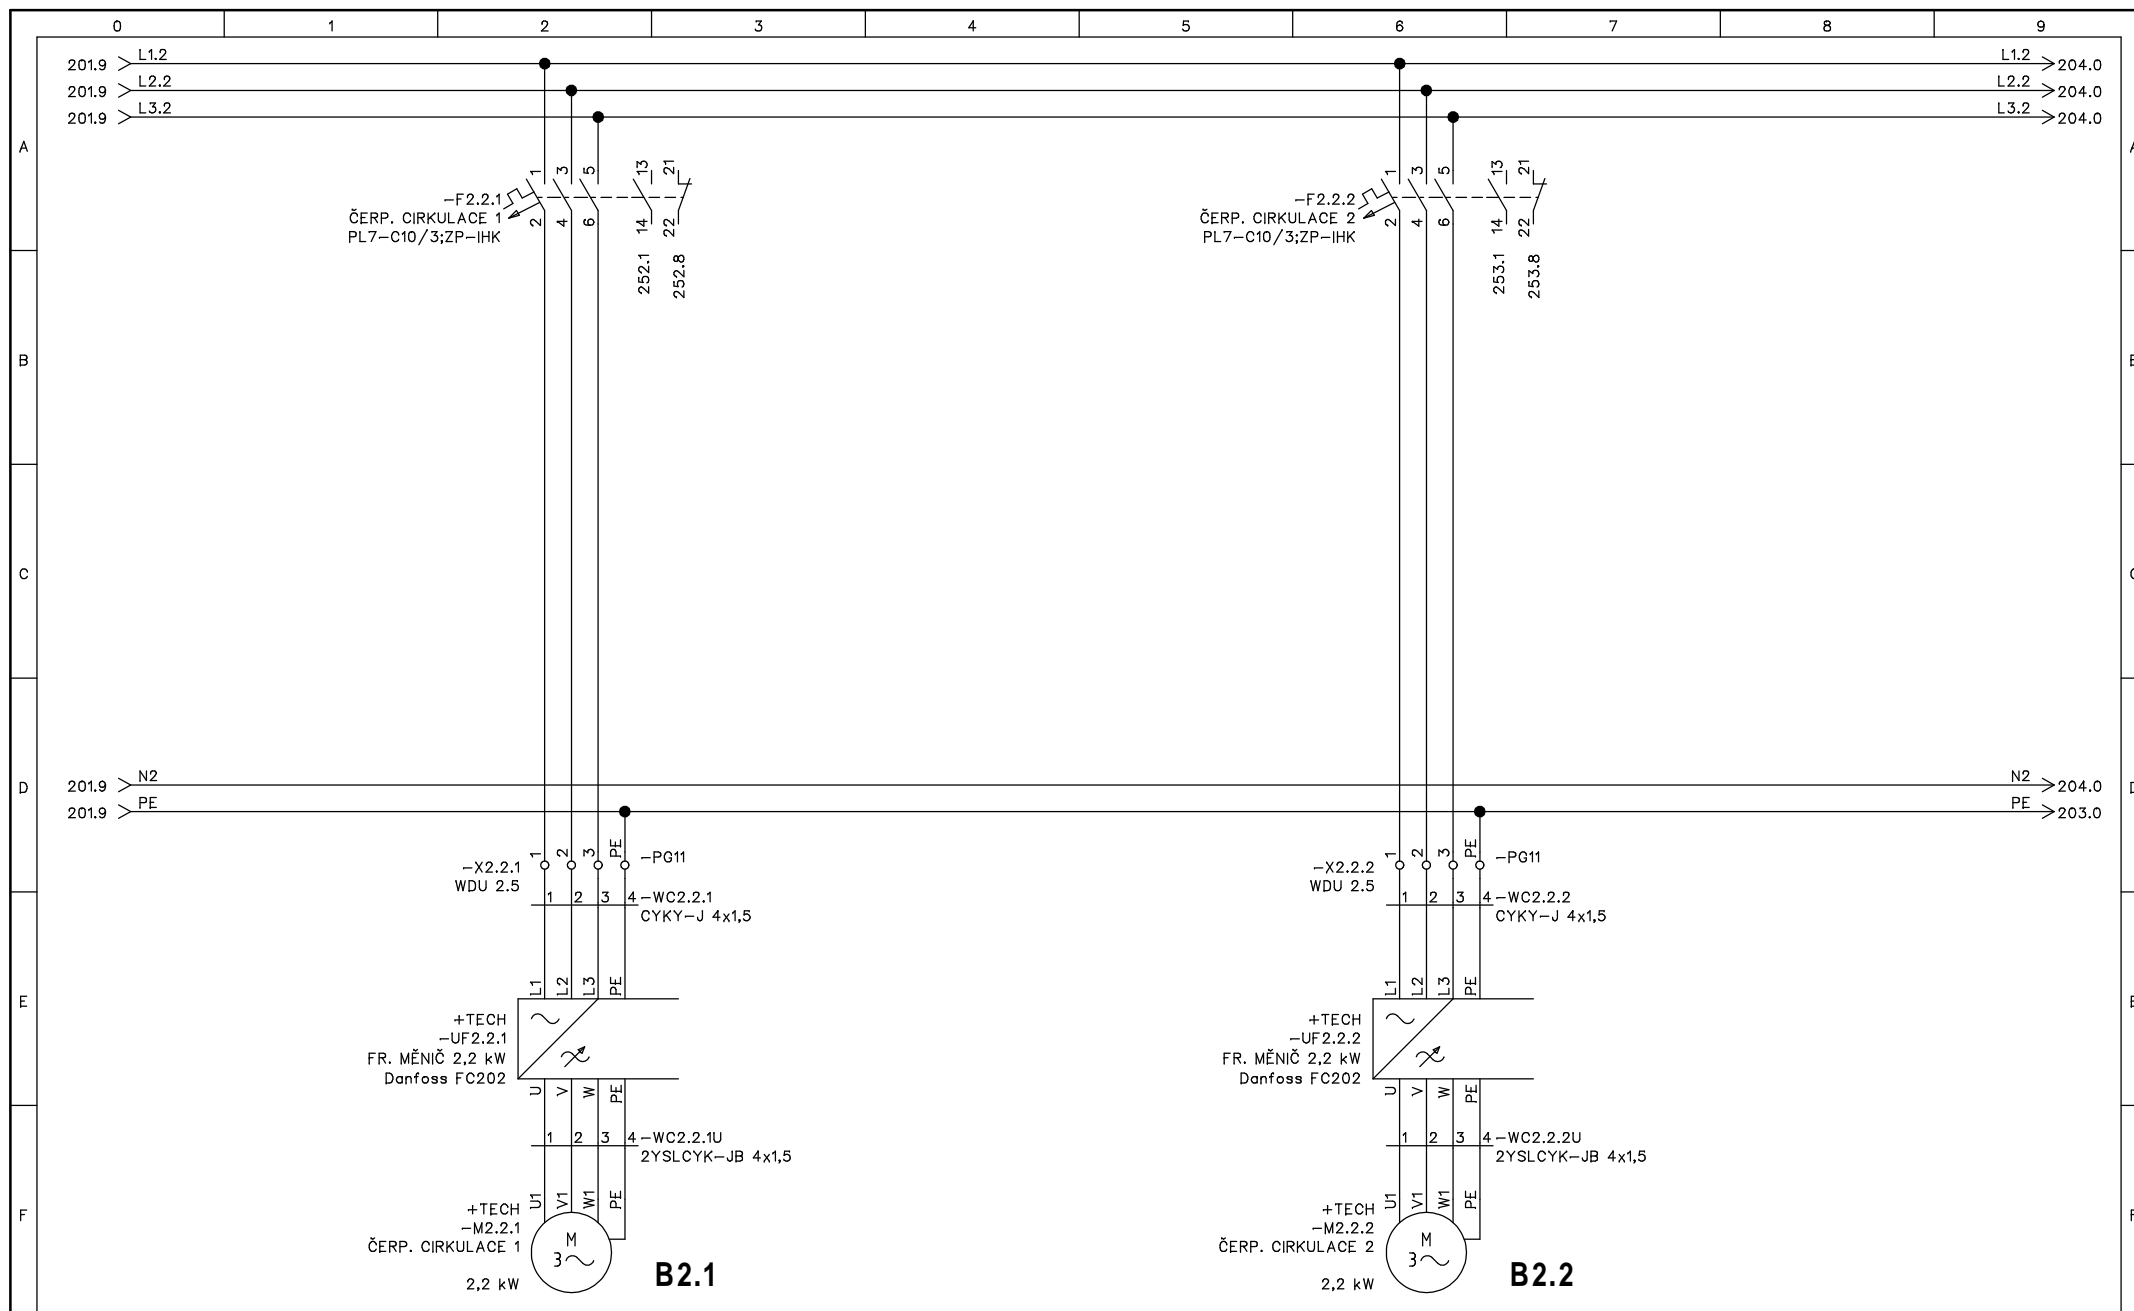 0 1 2 3 4 5 6 7 8 9
201.9 L1.2 L1.2 204.0
201.9 L2.2 L2.2 204.0
201.9 L3.2 L3.2 204.0
A
1 3 5 13 21
-F2.2.1
ČERP. CIRKULACE 1
PL7-C10/3;ZP-IHK
2 4 6 14 22
252.1 252.8
1 3 5 13 21
-F2.2.2
ČERP. CIRKULACE 2
PL7-C10/3;ZP-IHK
2 4 6 14 22
253.1 253.8
B
C
D
201.9 N2 N2 204.0
201.9 PE PE 203.0
1 2 3 PE -PG11
-X2.2.1
WDU 2.5
1 2 3 4 -WC2.2.1
CYKY-J 4x1,5
1 2 3 PE -PG11
-X2.2.2
WDU 2.5
1 2 3 4 -WC2.2.2
CYKY-J 4x1,5
E
L1 L2 L3 PE
+TECH
-UF2.2.1
FR. MĚNIČ 2,2 kW
Danfoss FC202
U V W PE
L1 L2 L3 PE
+TECH
-UF2.2.2
FR. MĚNIČ 2,2 kW
Danfoss FC202
U V W PE
1 2 3 4 -WC2.2.1U
2YSLCYK-JB 4x1,5
1 2 3 4 -WC2.2.2U
2YSLCYK-JB 4x1,5
F
U1 V1 W1 PE
+TECH
-M2.2.1
ČERP. CIRKULACE 1
2,2 kW
M
3
B2.1
U1 V1 W1 PE
+TECH
-M2.2.2
ČERP. CIRKULACE 2
2,2 kW
M
3
B2.2